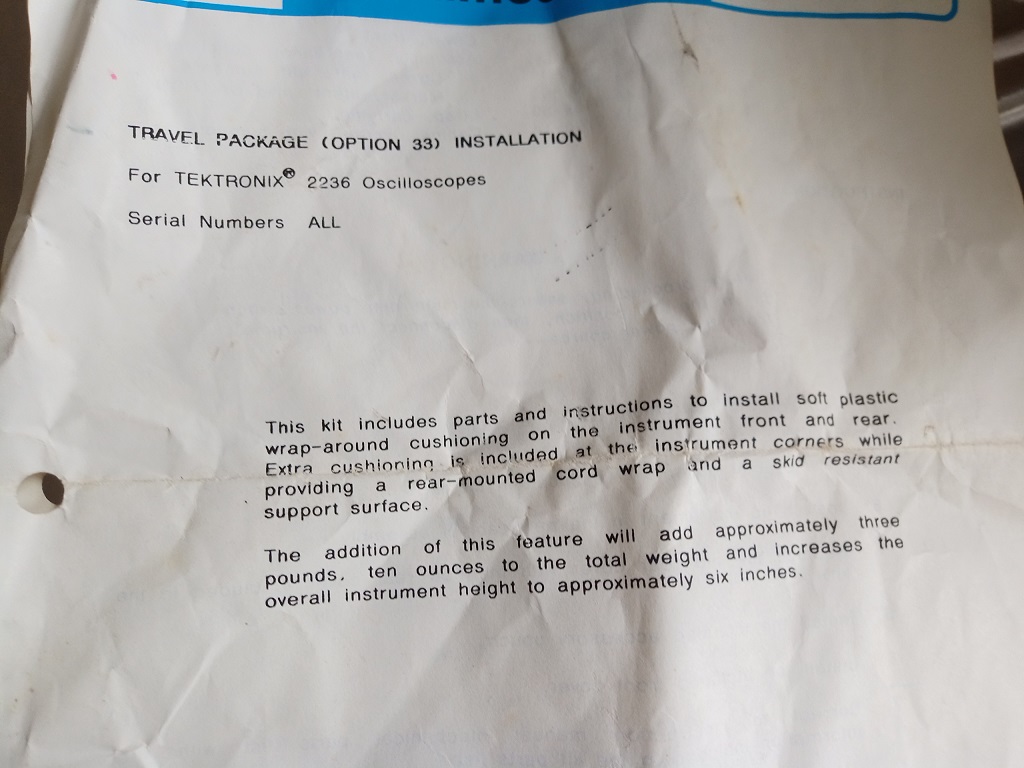 TRAVEL PACKAGE (OPTION 33) INSTALLATION
For TEKTRONIX® 2236 Oscilloscopes
Serial Numbers ALL
This kit includes parts and instructions to install soft plastic
wrap-around cushioning on the instrument front and rear.
Extra cushioning is included at the instrument corners while
providing a rear-mounted cord wrap and a skid resistant
support surface.
The addition of this feature will add approximately three
pounds, ten ounces to the total weight and increases the
overall instrument height to approximately six inches.